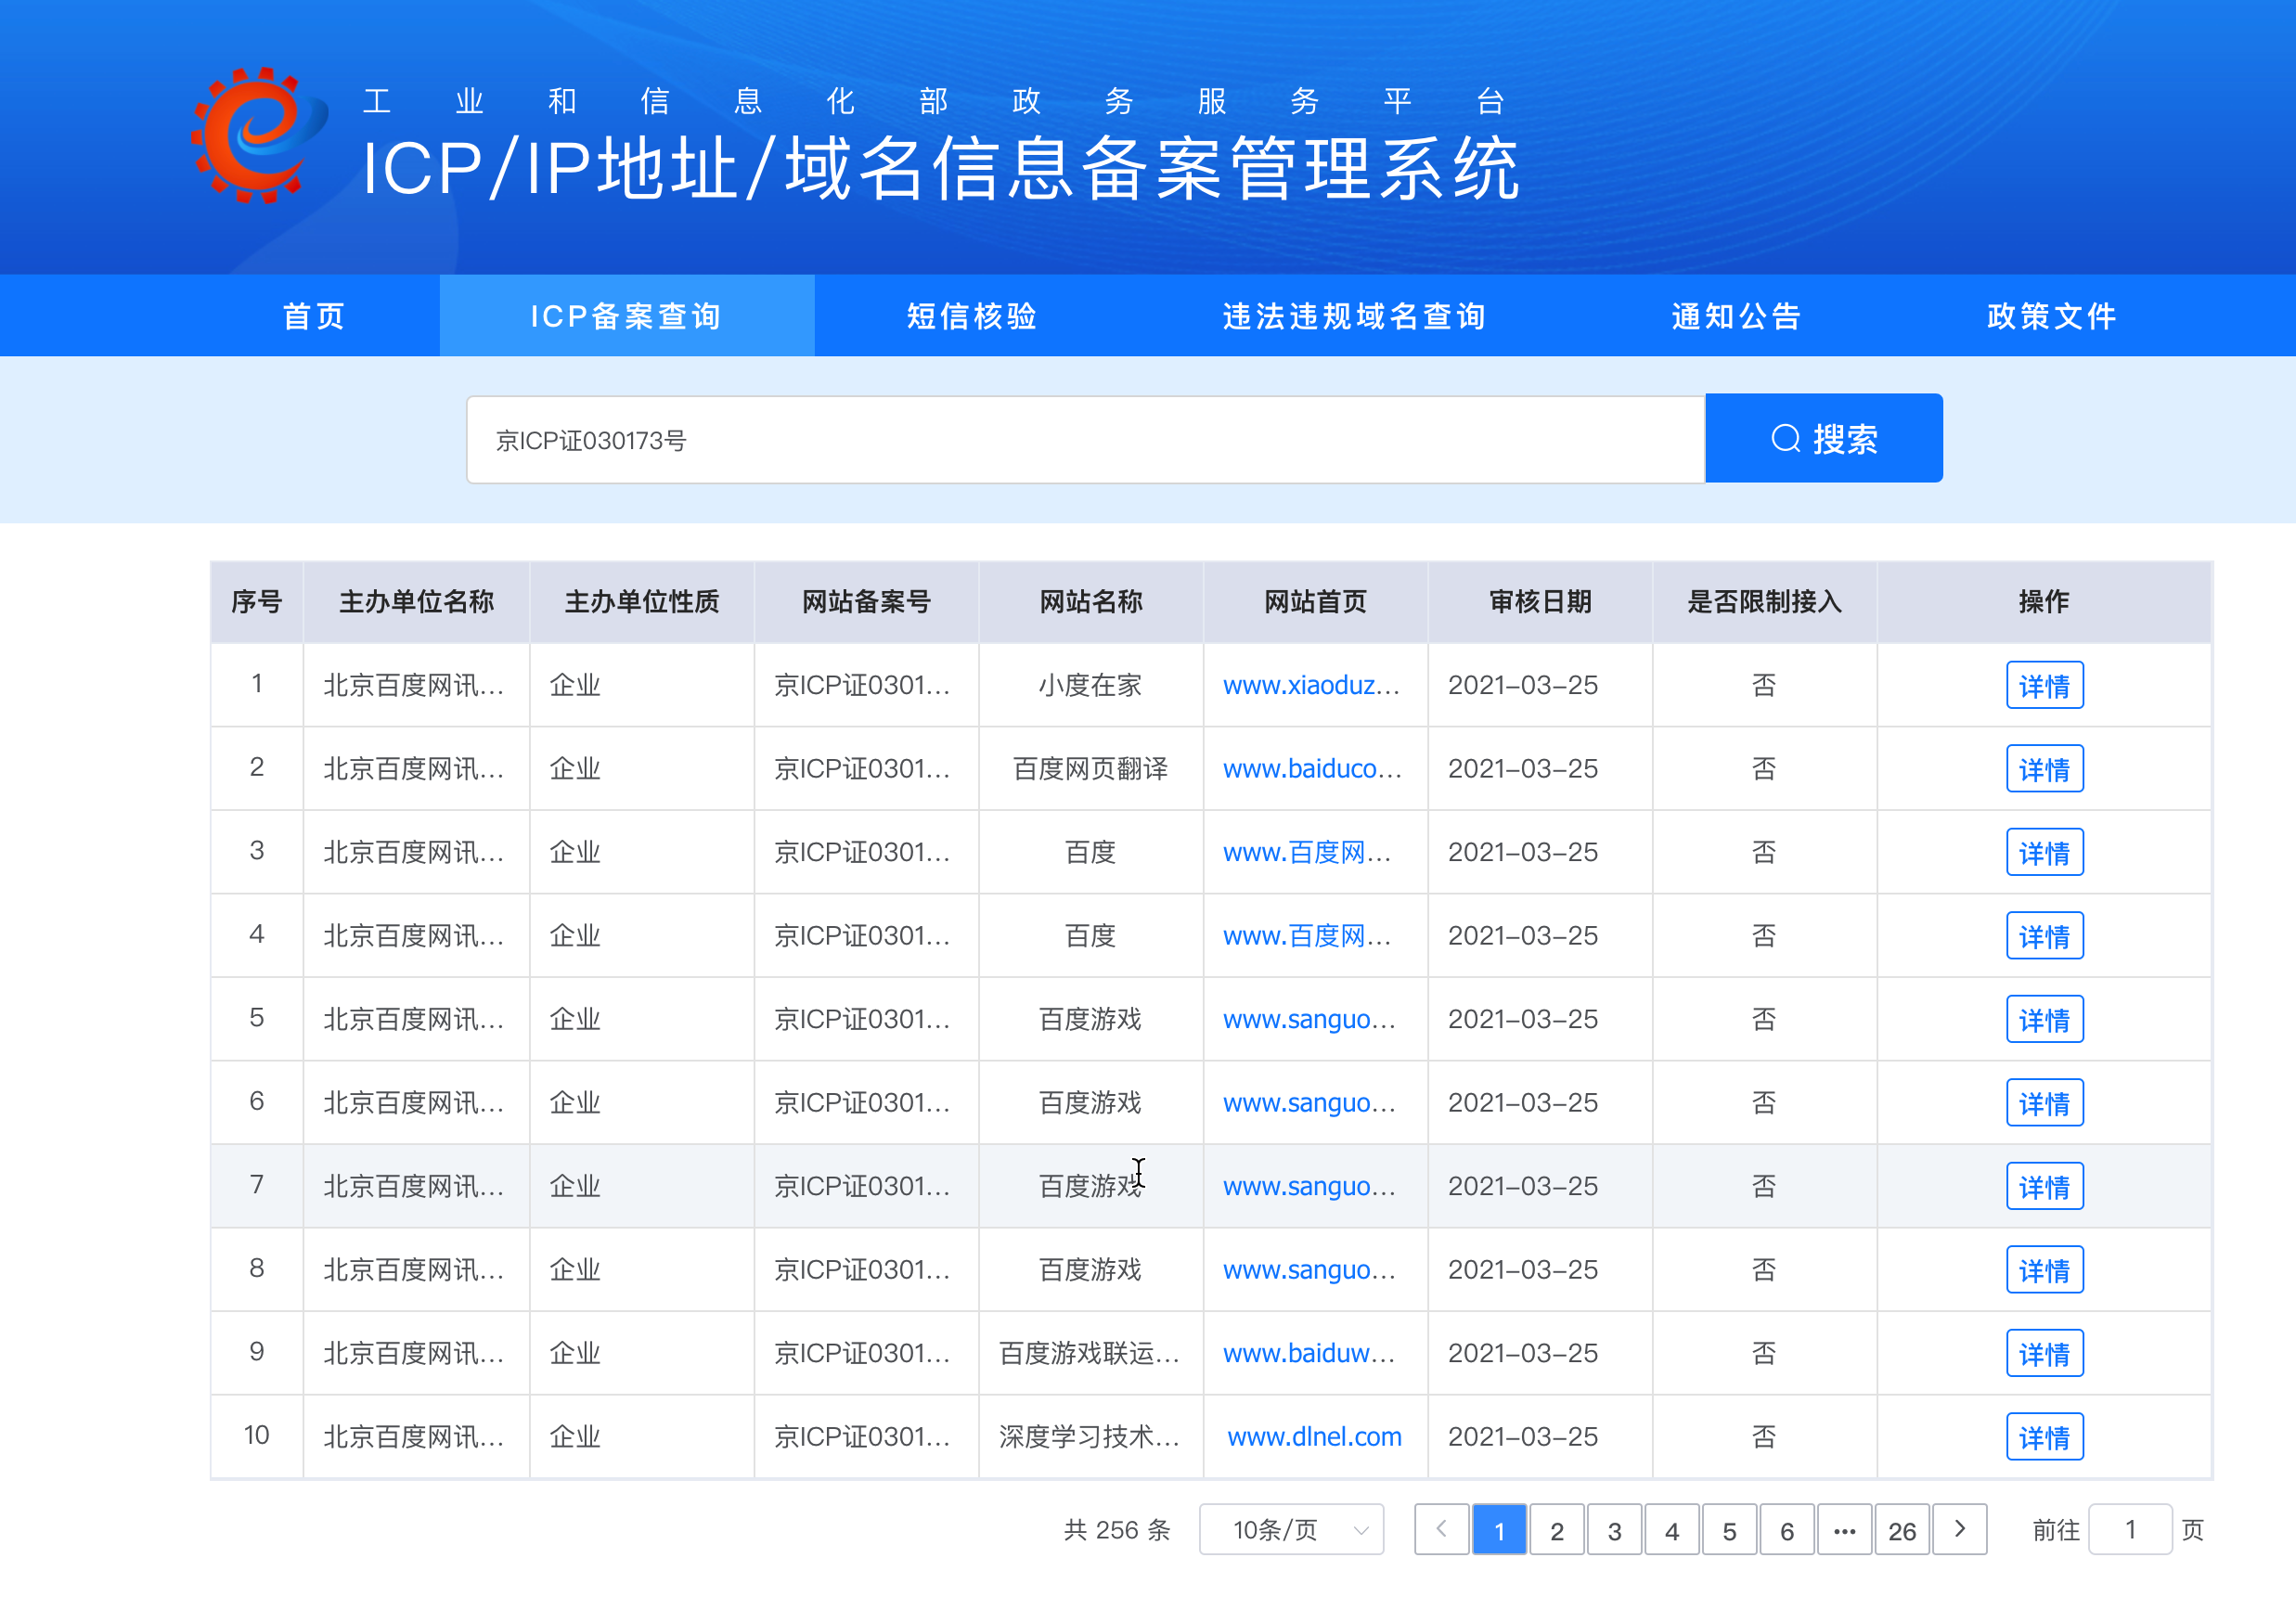 工业和信息化部政务服务平台
ICP/IP地址/域名信息备案管理系统
首页 ICP备案查询 短信核验 违法违规域名查询 通知公告 政策文件
京ICP证030173号 搜索
序号 主办单位名称 主办单位性质 网站备案号 网站名称 网站首页 审核日期 是否限制接入 操作
1 北京百度网讯... 企业 京ICP证0301... 小度在家 www.xiaoduz... 2021-03-25 否 详情
2 北京百度网讯... 企业 京ICP证0301... 百度网页翻译 www.baiduco... 2021-03-25 否 详情
3 北京百度网讯... 企业 京ICP证0301... 百度 www.百度网... 2021-03-25 否 详情
4 北京百度网讯... 企业 京ICP证0301... 百度 www.百度网... 2021-03-25 否 详情
5 北京百度网讯... 企业 京ICP证0301... 百度游戏 www.sanguo... 2021-03-25 否 详情
6 北京百度网讯... 企业 京ICP证0301... 百度游戏 www.sanguo... 2021-03-25 否 详情
7 北京百度网讯... 企业 京ICP证0301... 百度游戏 www.sanguo... 2021-03-25 否 详情
8 北京百度网讯... 企业 京ICP证0301... 百度游戏 www.sanguo... 2021-03-25 否 详情
9 北京百度网讯... 企业 京ICP证0301... 百度游戏联运... www.baiduw... 2021-03-25 否 详情
10 北京百度网讯... 企业 京ICP证0301... 深度学习技术... www.dlnel.com 2021-03-25 否 详情
共 256 条 10条/页 1 2 3 4 5 6 ... 26 前往 1 页